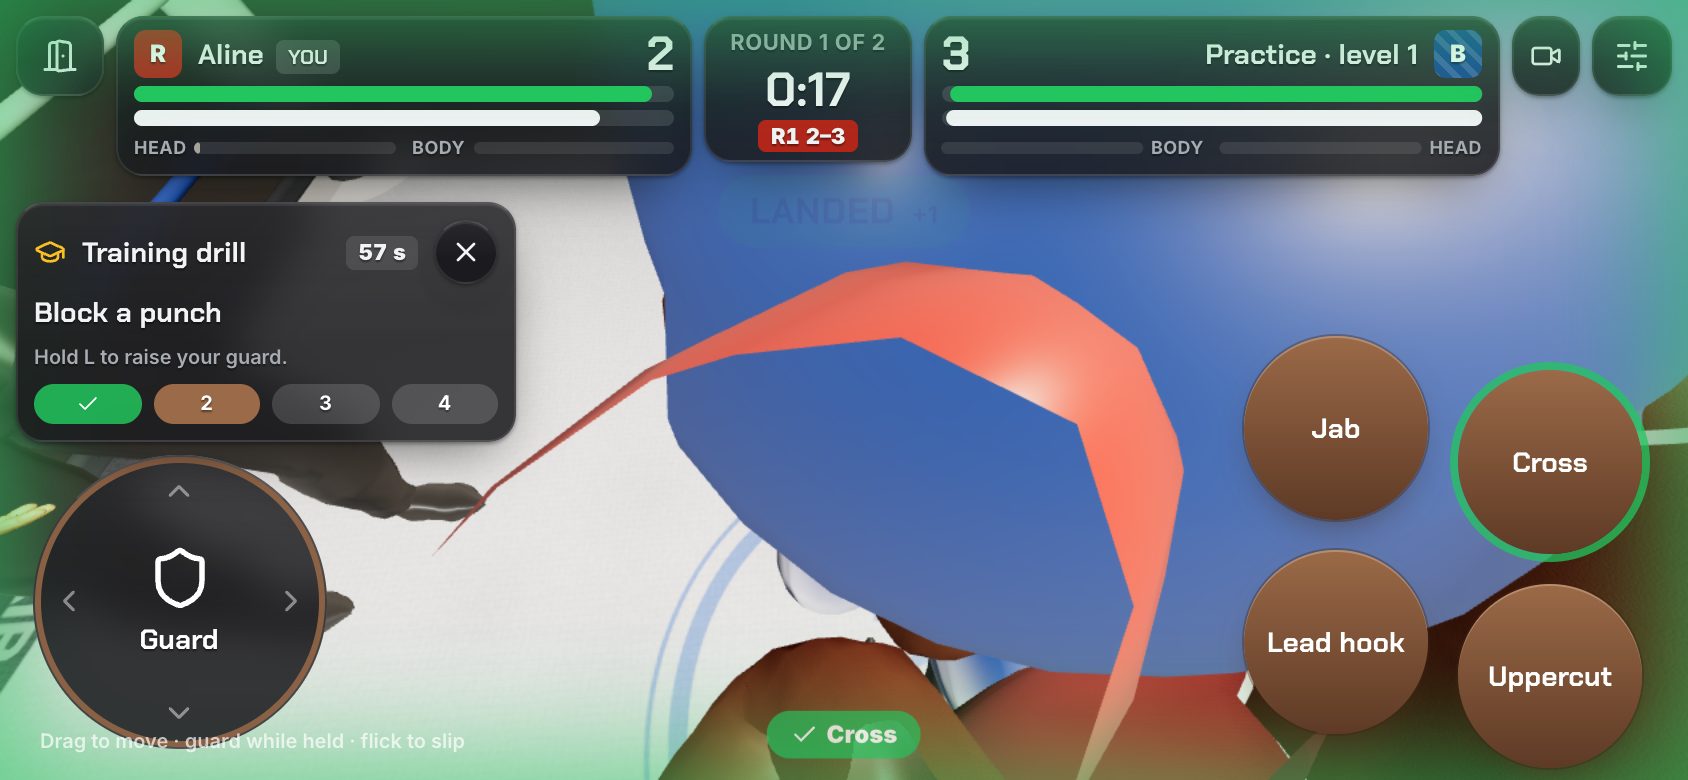 R Aline YOU 2
HEAD BODY
ROUND 1 OF 2
0:17
R1 2–3
3 Practice · level 1 B
BODY HEAD
LANDED +1
Training drill 57 s
Block a punch
Hold L to raise your guard.
2 3 4
Guard
Drag to move · guard while held · flick to slip
Jab
Cross
Lead hook
Uppercut
Cross